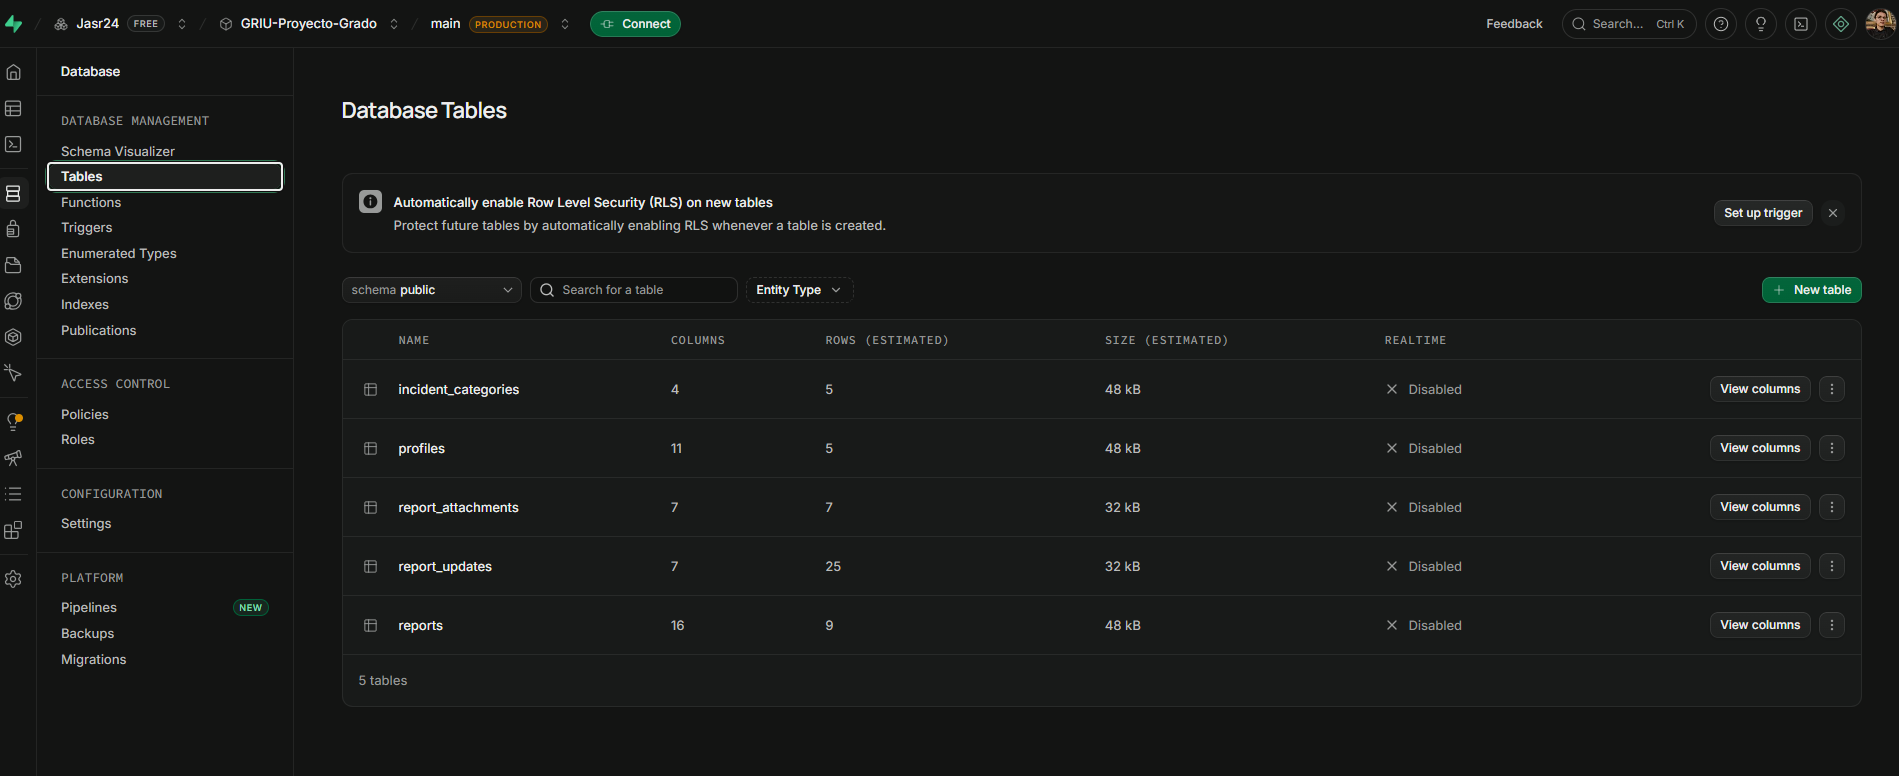 Jasr24 FREE GRIU-Proyecto-Grado main PRODUCTION Connect Feedback Search... Ctrl K
Database
DATABASE MANAGEMENT
Schema Visualizer
Tables
Functions
Triggers
Enumerated Types
Extensions
Indexes
Publications
ACCESS CONTROL
Policies
Roles
CONFIGURATION
Settings
PLATFORM
Pipelines NEW
Backups
Migrations
Database Tables
Automatically enable Row Level Security (RLS) on new tables
Protect future tables by automatically enabling RLS whenever a table is created.
Set up trigger
schema public Search for a table Entity Type New table
NAME COLUMNS ROWS (ESTIMATED) SIZE (ESTIMATED) REALTIME
incident_categories 4 5 48 kB Disabled View columns
profiles 11 5 48 kB Disabled View columns
report_attachments 7 7 32 kB Disabled View columns
report_updates 7 25 32 kB Disabled View columns
reports 16 9 48 kB Disabled View columns
5 tables